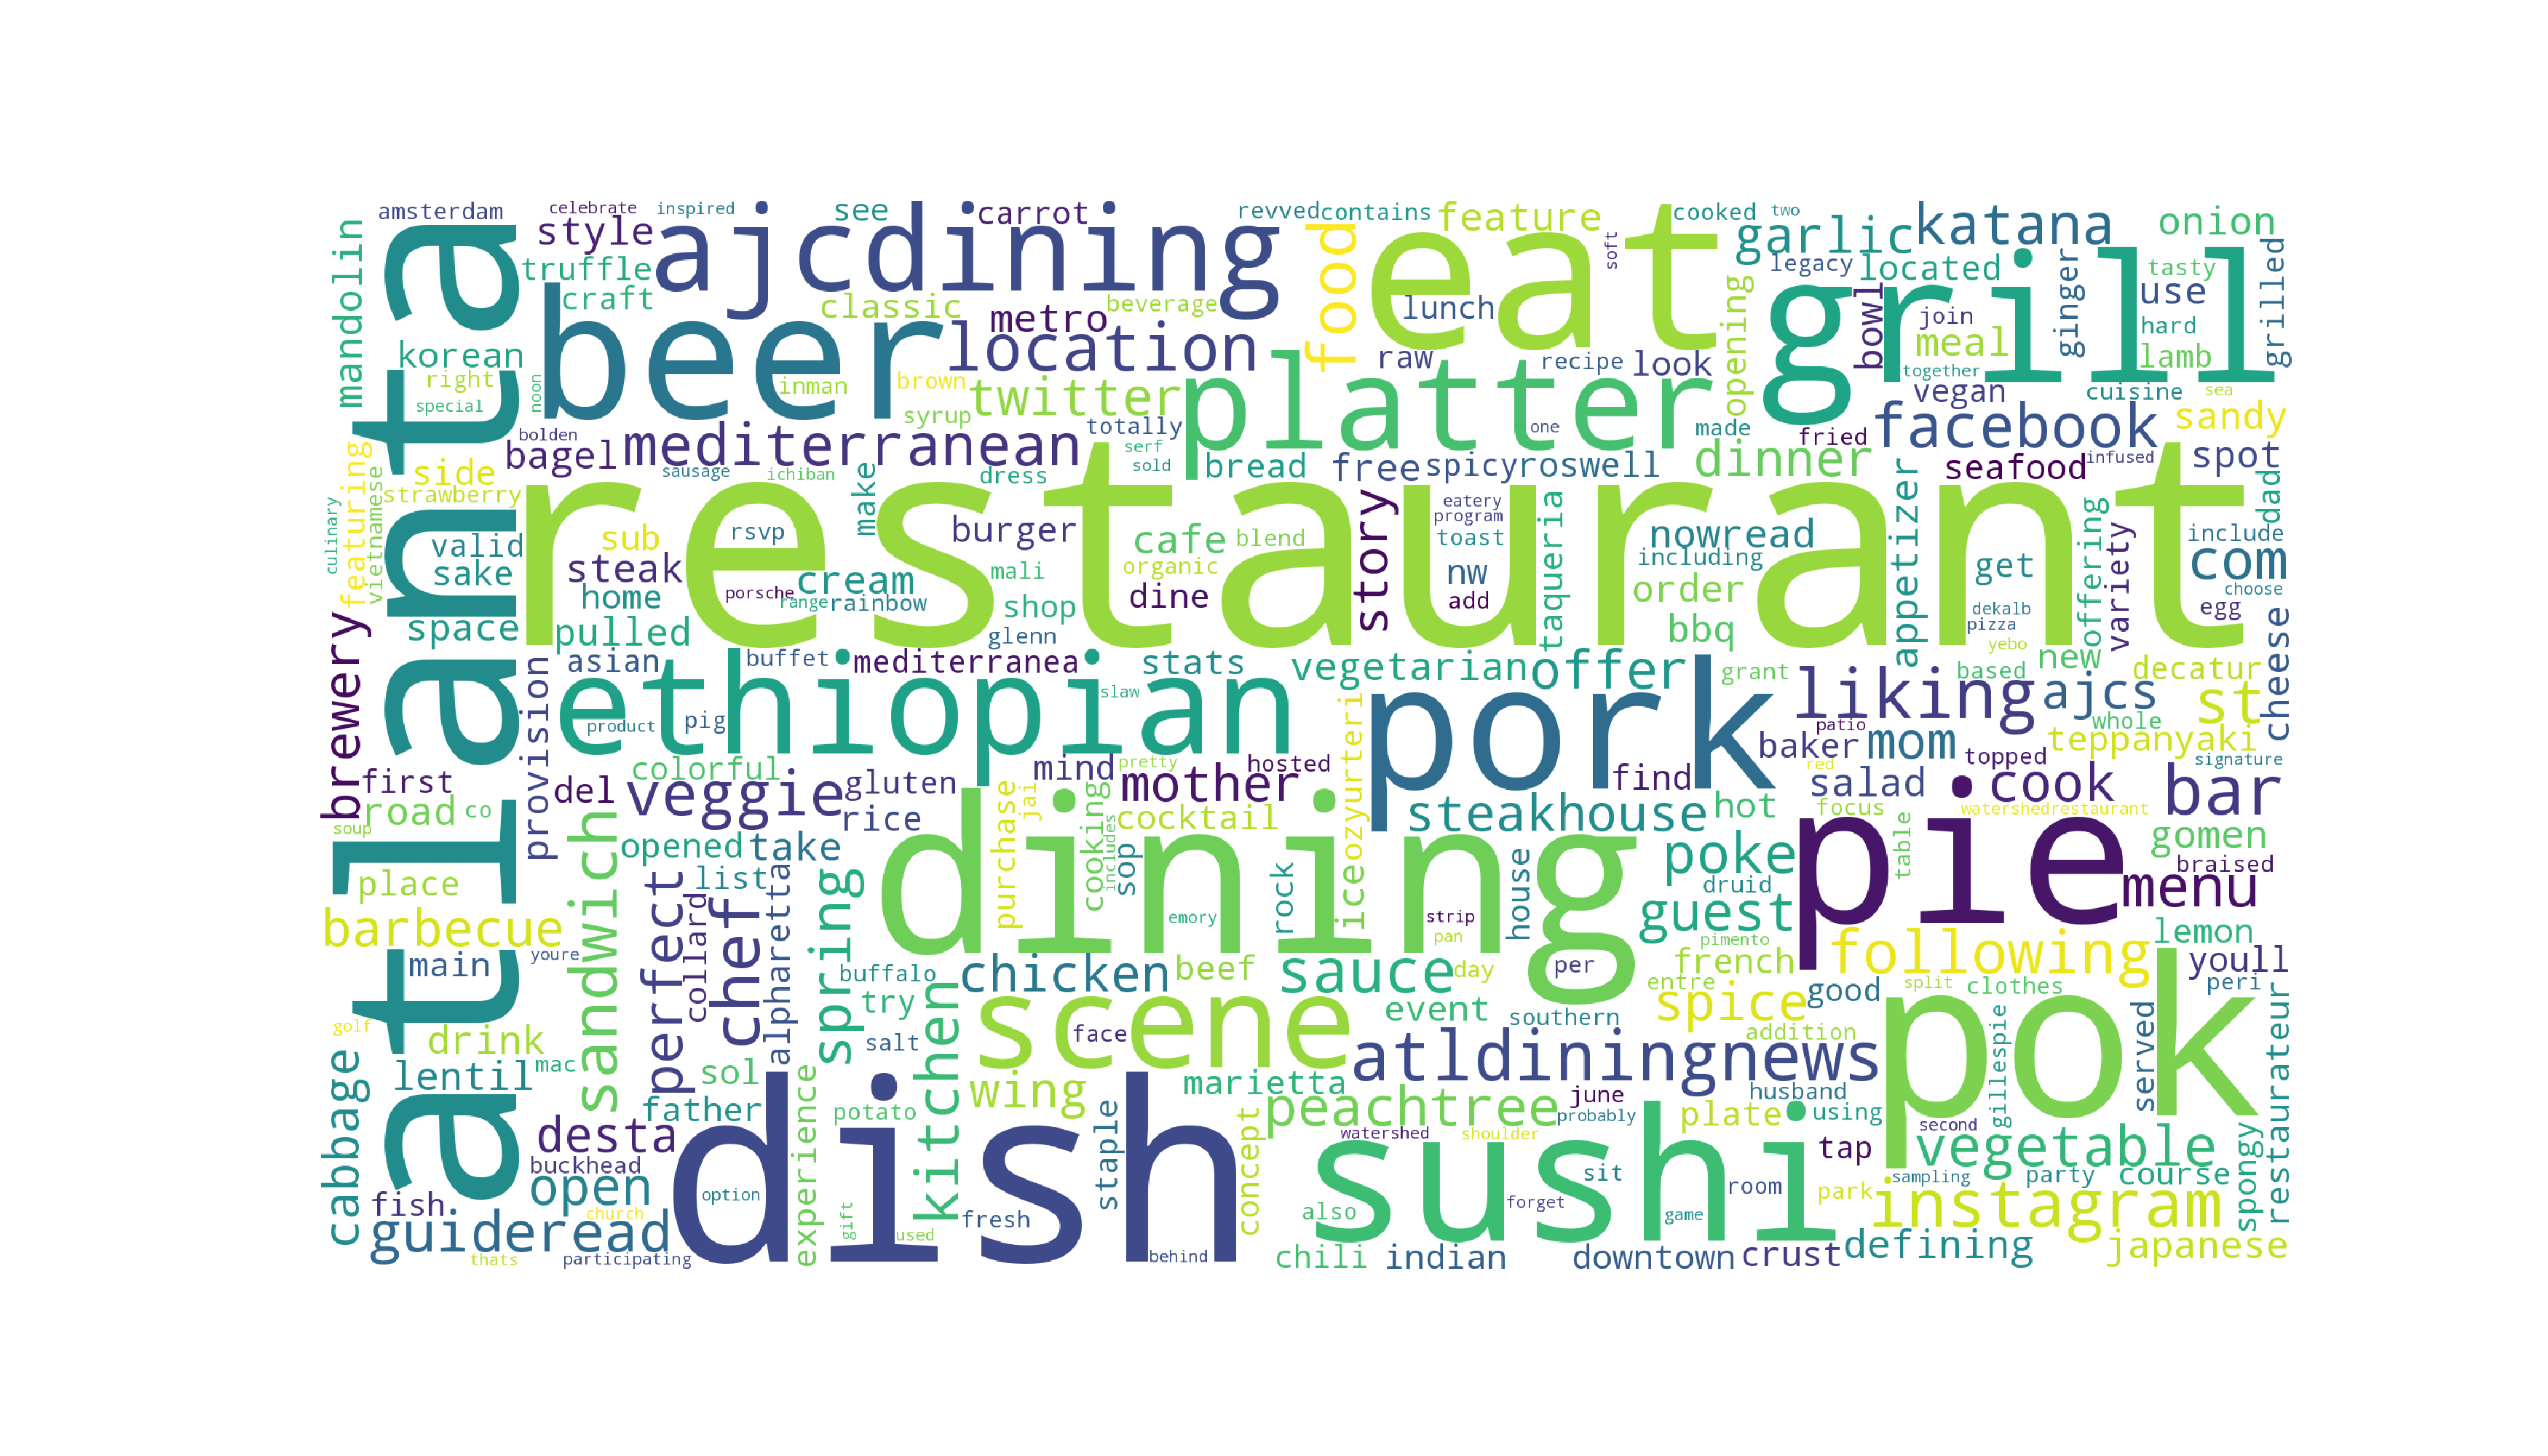 amsterdam
celebrate
inspired
see
carrot
revved
contains
feature
cooked
two
katana
onion
mandolin
style
ajcdining
food
eat
soft
garlic
legacy
located
grill
tasty
grilled
truffle
craft
classic
metro
beverage
lunch
opening
bowl
join
meal
ginger
use
hard
lamb
korean
beer
location
raw
recipe
look
together
vegan
cuisine
sea
right
special
noon
inman
brown
syrup
twitter
platter
one
made
fried
facebook
sandy
atlanta
bolden
bagel
mediterranean
totally
serf
sold
bread
free
spicy
roswell
dinner
seafood
infused
spot
side
sausage
ichiban
make
dress
strawberry
restaurant
featuring
vietnamese
culinary
valid
sub
rsvp
burger
cafe
blend
story
eatery
program
toast
taqueria
nowread
including
appetizer
get
offering
variety
include
dad
com
sake
steak
cream
mali
organic
nw
order
choose
home
porsche
range
rainbow
shop
dine
add
dekalb
egg
space
pulled
glenn
bbq
pizza
yebo
brewery
asian
buffet
mediterranea
stats
vegetarian
offer
grant
based
new
decatur
cheese
provision
ethiopian
slaw
pork
liking
ajcs
st
product
pig
patio
whole
first
colorful
pretty
mind
hosted
iceozyurteri
baker
mom
topped
teppanyaki
signature
road
co
del
veggie
gluten
mother
find
red
salad
cook
bar
soup
rice
purchase
jai
cooking
includes
cocktail
steakhouse
hot
focus
watershedrestaurant
gomen
sandwich
opened
take
dining
sop
house
poke
table
pie
braised
place
list
rock
druid
menu
barbecue
perfect
collard
chef
alpharetta
spring
emory
strip
pan
guest
pimento
following
lemon
main
youre
buffalo
chicken
beef
sauce
day
per
french
youll
golf
try
kitchen
scene
event
entre
spice
good
split
clothes
peri
drink
salt
face
southern
addition
pok
cabbage
lentil
mac
sol
wing
marietta
atldiningnews
gillespie
served
restaurateur
father
experience
potato
staple
concept
peachtree
june
probably
husband
plate
using
second
desta
dish
watershed
shoulder
sushi
tap
vegetable
spongy
buckhead
open
option
sit
room
park
sampling
party
course
fish
guideread
church
gift
used
fresh
also
forget
game
instagram
thats
participating
behind
chili
indian
downtown
crust
defining
japanese